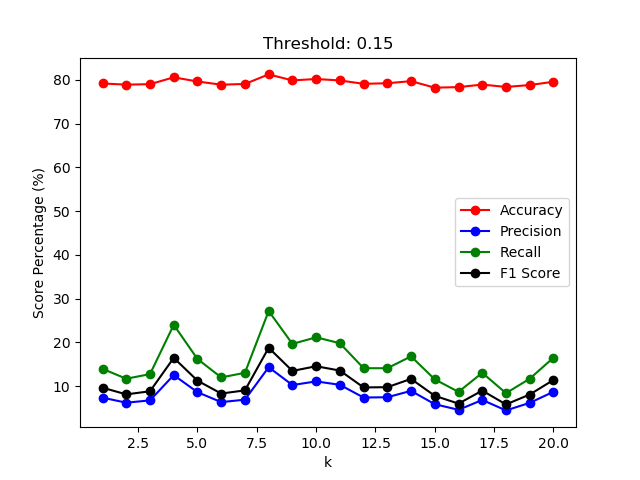 Threshold: 0.15
Score Percentage (%)
80
70
60
50
40
30
20
10
Accuracy
Precision
Recall
F1 Score
2.5 5.0 7.5 10.0 12.5 15.0 17.5 20.0
k